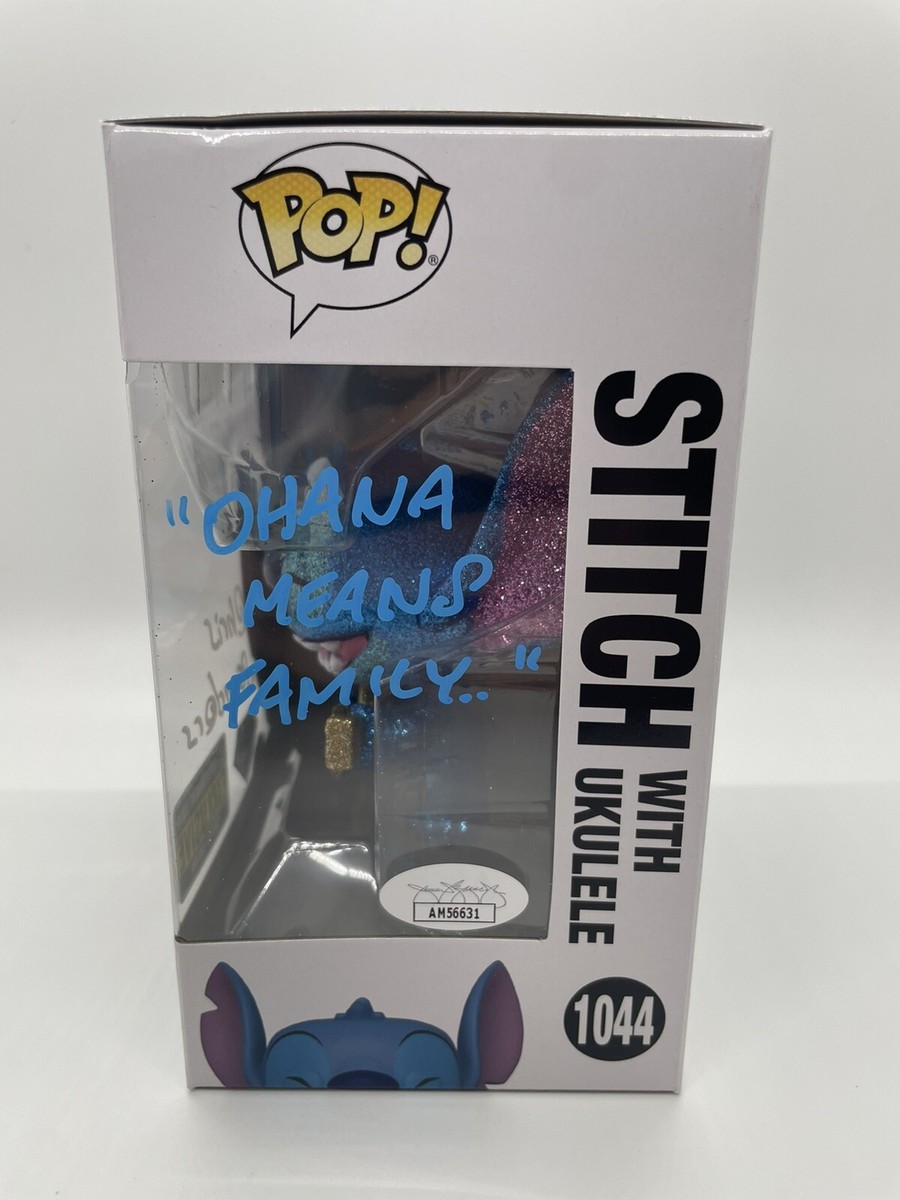 POP!
"OHANA
MEANS
FAMILY.."
STITCH
WITH
UKULELE
AM56631
1044